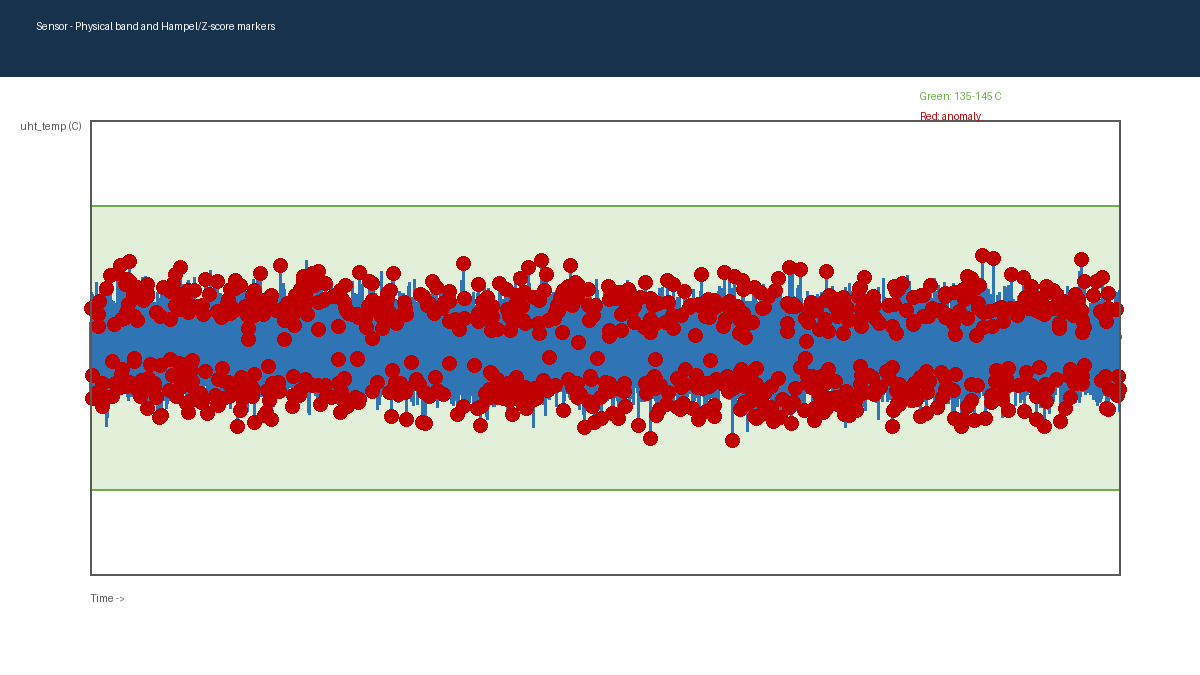 Sensor - Physical band and Hampel/Z-score markers
Green: 135-145 C
Red: anomaly
uht_temp (C)
Time ->